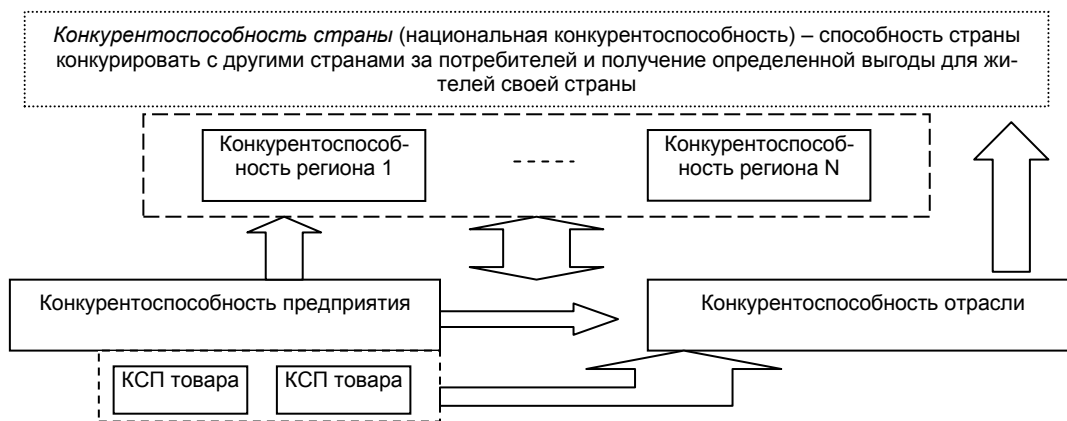 Конкурентоспособность страны (национальная конкурентоспособность) – способность страны
конкурировать с другими странами за потребителей и получение определенной выгоды для жи-
телей своей страны
Конкурентоспособ-
ность региона 1
Конкурентоспособ-
ность региона N
Конкурентоспособность предприятия
Конкурентоспособность отрасли
КСП товара
КСП товара